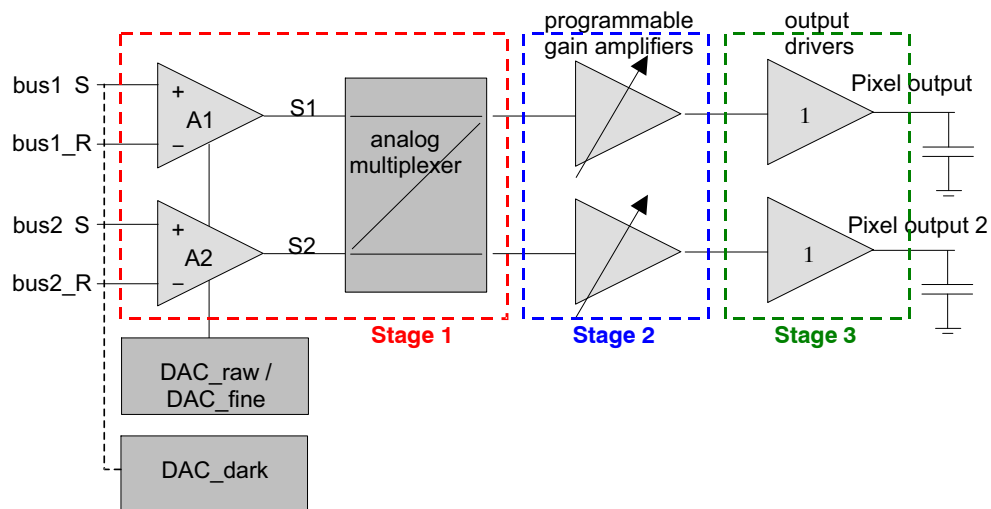 programmable
gain amplifiers
output
drivers
bus1 S
bus1_R
bus2 S
bus2_R
+
A1
−
+
A2
−
S1
S2
analog
multiplexer
1
1
Pixel output
Pixel output 2
Stage 1
Stage 2
Stage 3
DAC_raw /
DAC_fine
DAC_dark